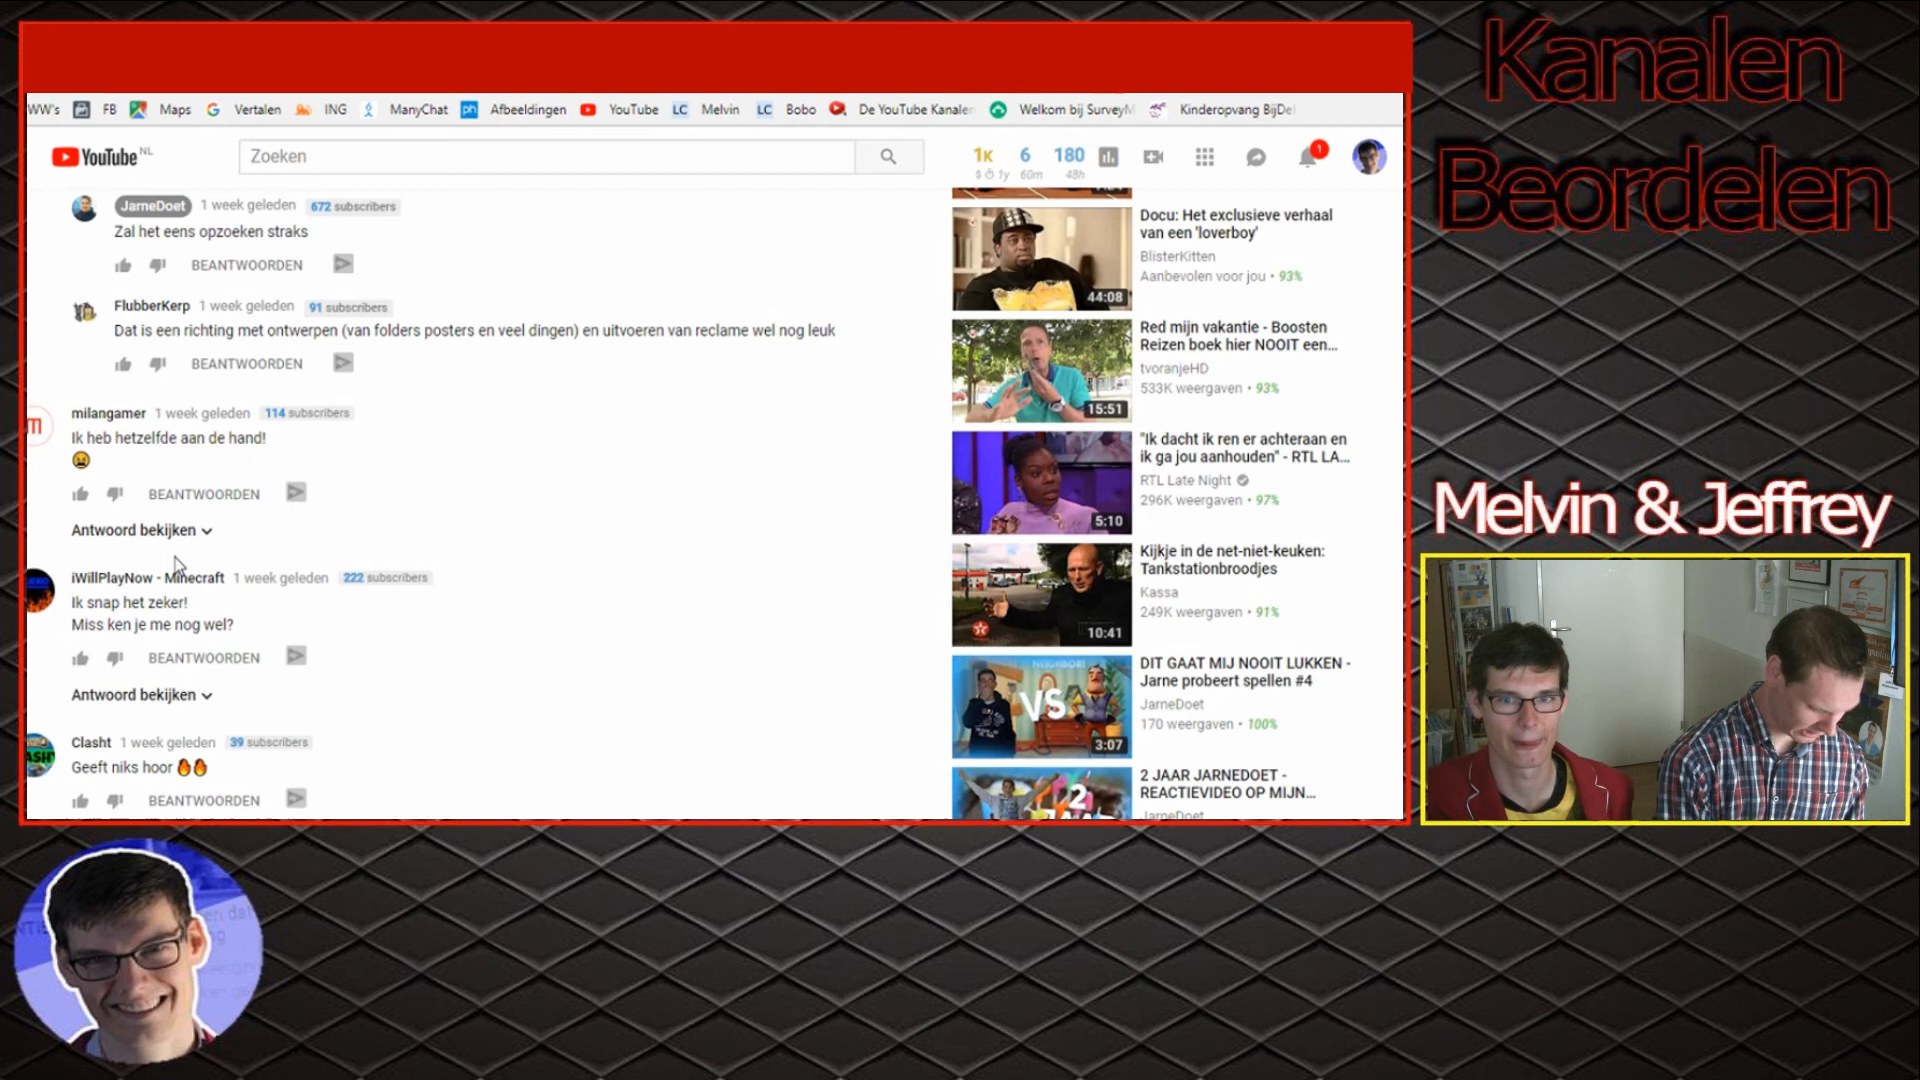 Kanalen
Beordelen
WW's FB Maps Vertalen ING ManyChat ph Afbeeldingen YouTube LC Melvin LC Bobo De YouTube Kanalen Welkom bij SurveyM Kinderopvang BijDe
YouTube NL
Zoeken
1K 6 180
$ 1y 60m 48h
1
JarneDoet 1 week geleden 672 subscribers
Zal het eens opzoeken straks
BEANTWOORDEN
FlubberKerp 1 week geleden 91 subscribers
Dat is een richting met ontwerpen (van folders posters en veel dingen) en uitvoeren van reclame wel nog leuk
BEANTWOORDEN
m
milangamer 1 week geleden 114 subscribers
Ik heb hetzelfde aan de hand!
😫
BEANTWOORDEN
Antwoord bekijken
iWillPlayNow - Minecraft 1 week geleden 222 subscribers
Ik snap het zeker!
Miss ken je me nog wel?
BEANTWOORDEN
Antwoord bekijken
Clasht 1 week geleden 39 subscribers
Geeft niks hoor 🔥🔥
BEANTWOORDEN
Docu: Het exclusieve verhaal
van een 'loverboy'
BlisterKitten
Aanbevolen voor jou • 93%
44:08
Red mijn vakantie - Boosten
Reizen boek hier NOOIT een...
tvoranjeHD
533K weergaven • 93%
15:51
"Ik dacht ik ren er achteraan en
ik ga jou aanhouden" - RTL LA...
RTL Late Night
296K weergaven • 97%
5:10
Kijkje in de net-niet-keuken:
Tankstationbroodjes
Kassa
249K weergaven • 91%
10:41
DIT GAAT MIJ NOOIT LUKKEN -
Jarne probeert spellen #4
JarneDoet
170 weergaven • 100%
NEIGHBOR!
VS
3:07
2 JAAR JARNEDOET -
REACTIEVIDEO OP MIJN...
JarneDoet
2
Melvin & Jeffrey